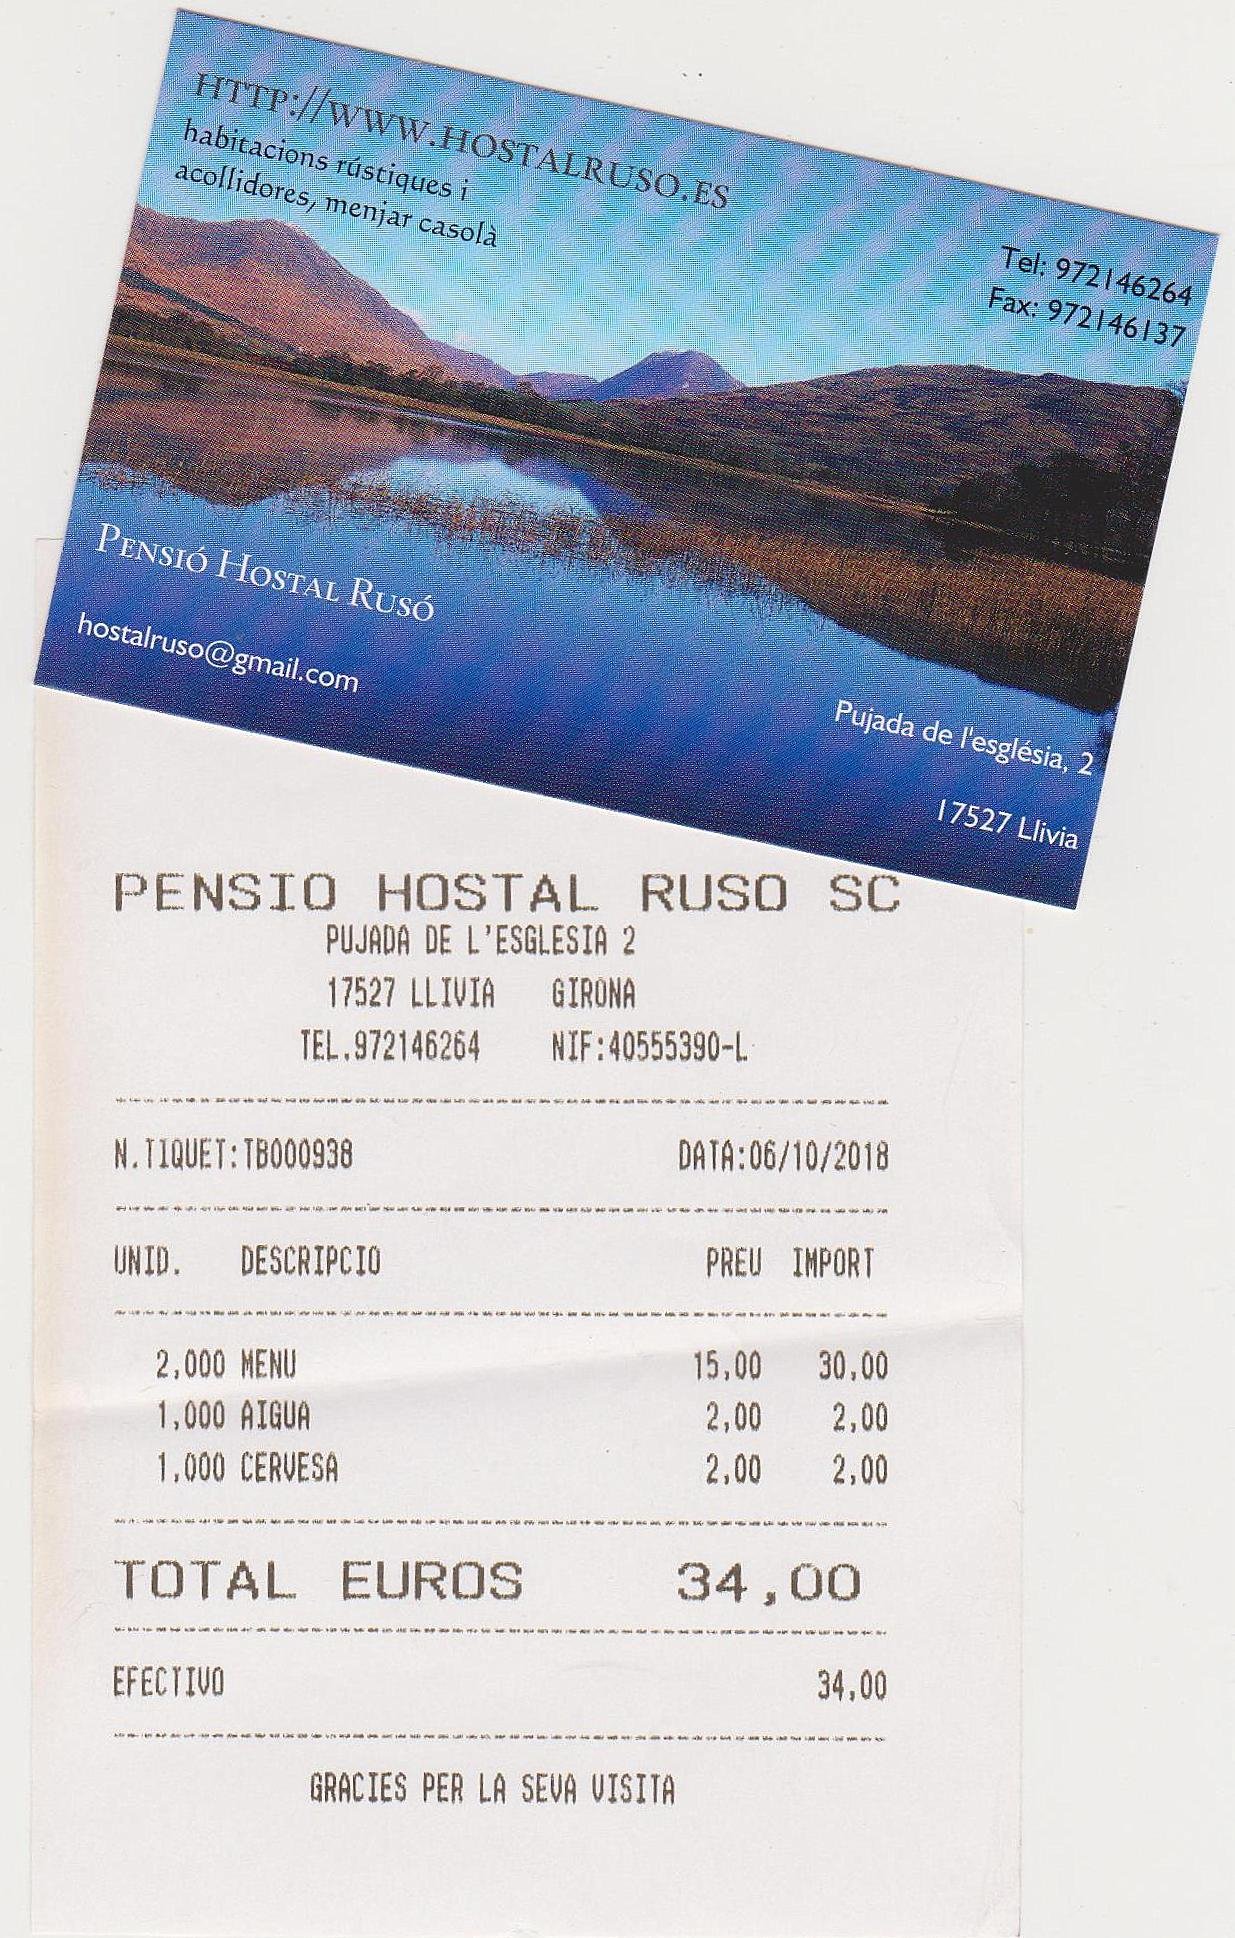 HTTP://WWW.HOSTALRUSO.ES
habitacions rústiques i
acollidores, menjar casolà
Tel: 972146264
Fax: 972146137
PENSIÓ HOSTAL RUSÓ
hostalruso@gmail.com
Pujada de l'església, 2
17527 Llivia
PENSIO HOSTAL RUSO SC
PUJADA DE L'ESGLESIA 2
17527 LLIVIA GIRONA
TEL.972146264 NIF:40555390-L
N.TIQUET:TB000938 DATA:06/10/2018
UNID. DESCRIPCIO PREU IMPORT
2,000 MENU 15,00 30,00
1,000 AIGUA 2,00 2,00
1,000 CERVESA 2,00 2,00
TOTAL EUROS 34,00
EFECTIVO 34,00
GRACIES PER LA SEVA VISITA